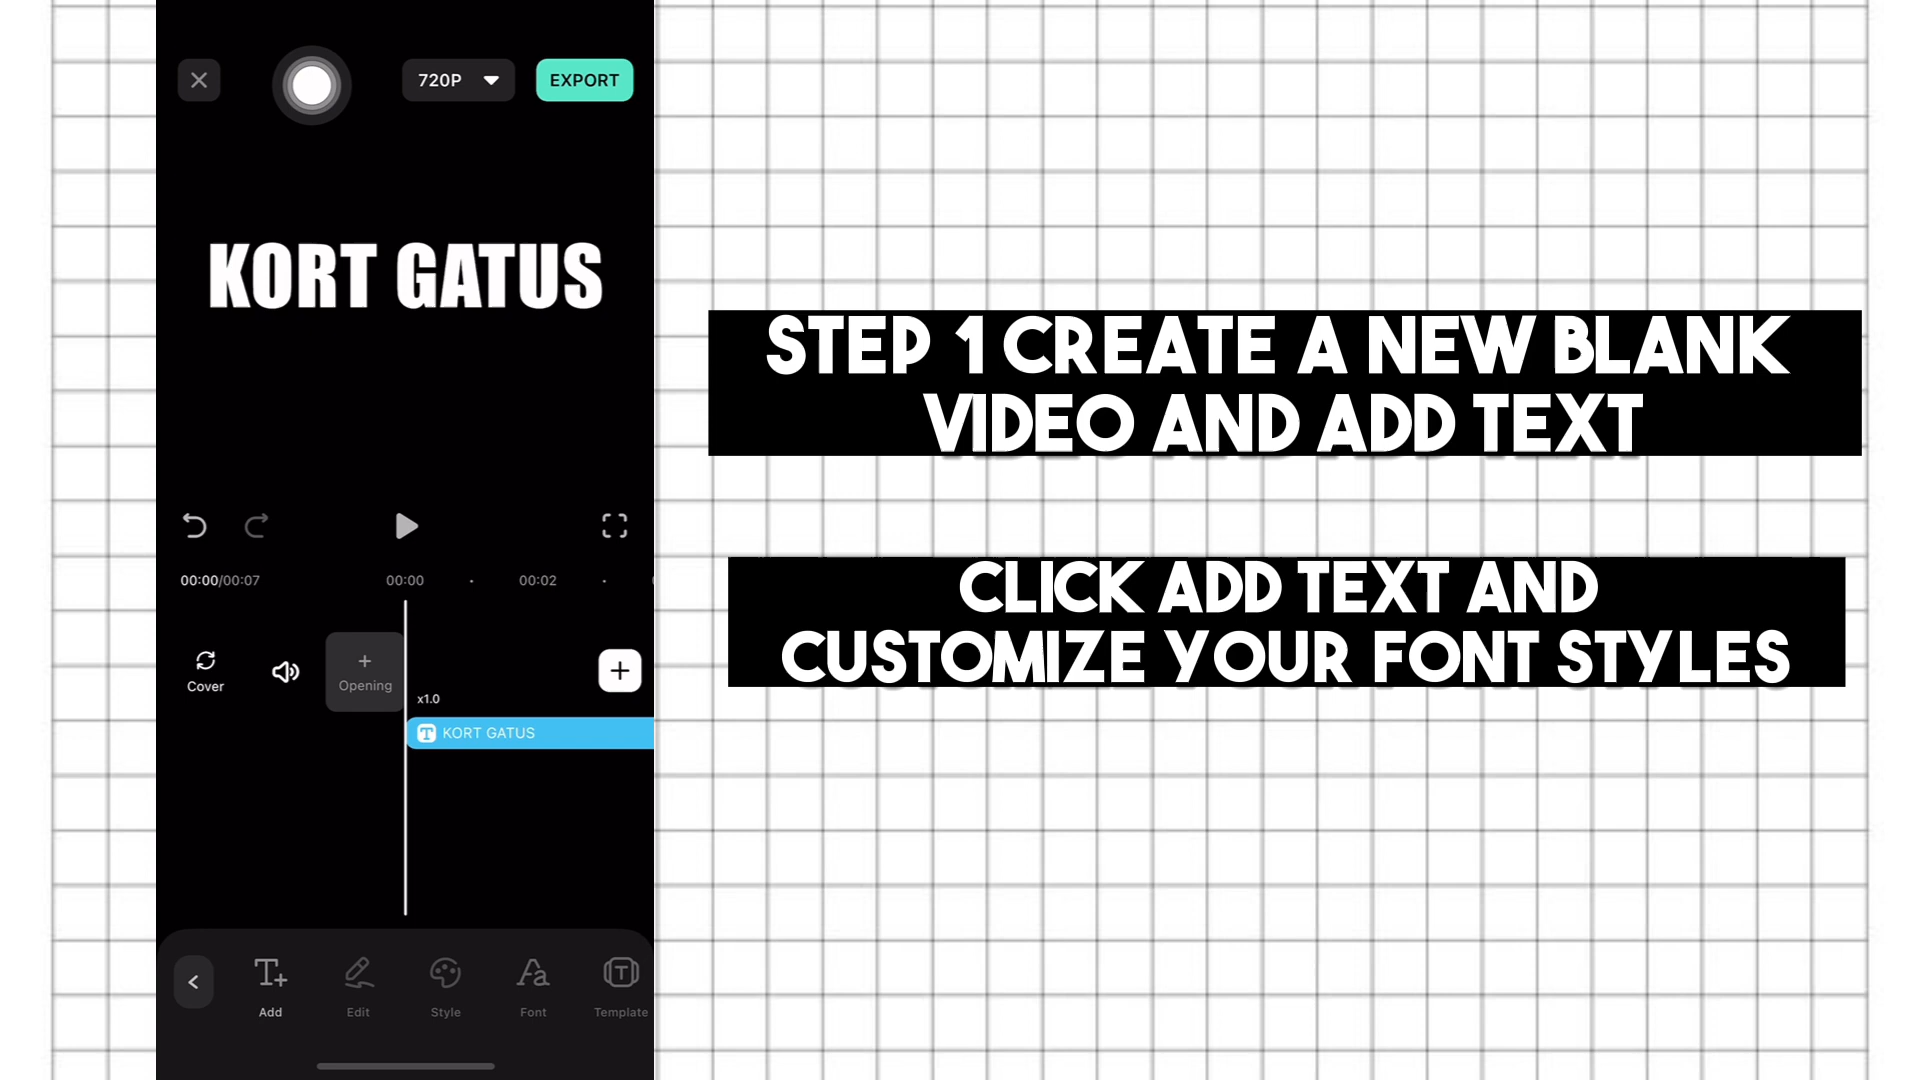 720P
EXPORT
KORT GATUS
00:00/00:07
00:00
00:02
Cover
+ Opening
x1.0
KORT GATUS
Add
Edit
Style
Font
Template
STEP 1 CREATE A NEW BLANK
VIDEO AND ADD TEXT
CLICK ADD TEXT AND
CUSTOMIZE YOUR FONT STYLES